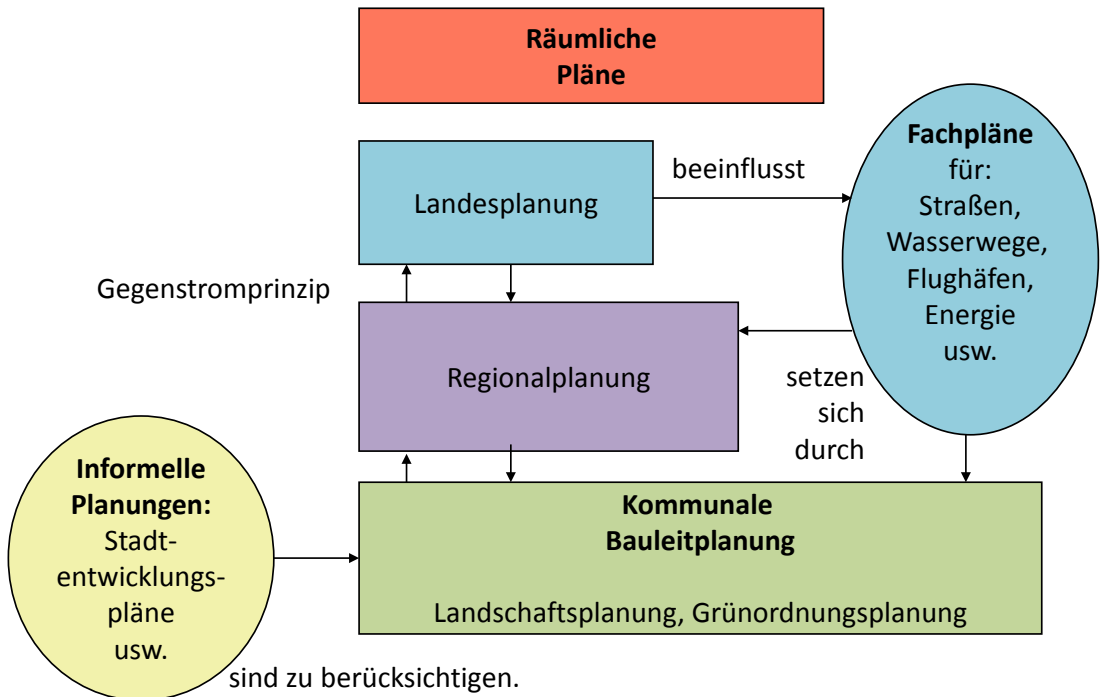 Räumliche
Pläne
Fachpläne
für:
Straßen,
Wasserwege,
Flughäfen,
Energie
usw.
beeinflusst
Landesplanung
Gegenstromprinzip
Regionalplanung
setzen
sich
durch
Informelle
Planungen:
Stadt-
entwicklungs-
pläne
usw.
Kommunale
Bauleitplanung
Landschaftsplanung, Grünordnungsplanung
sind zu berücksichtigen.